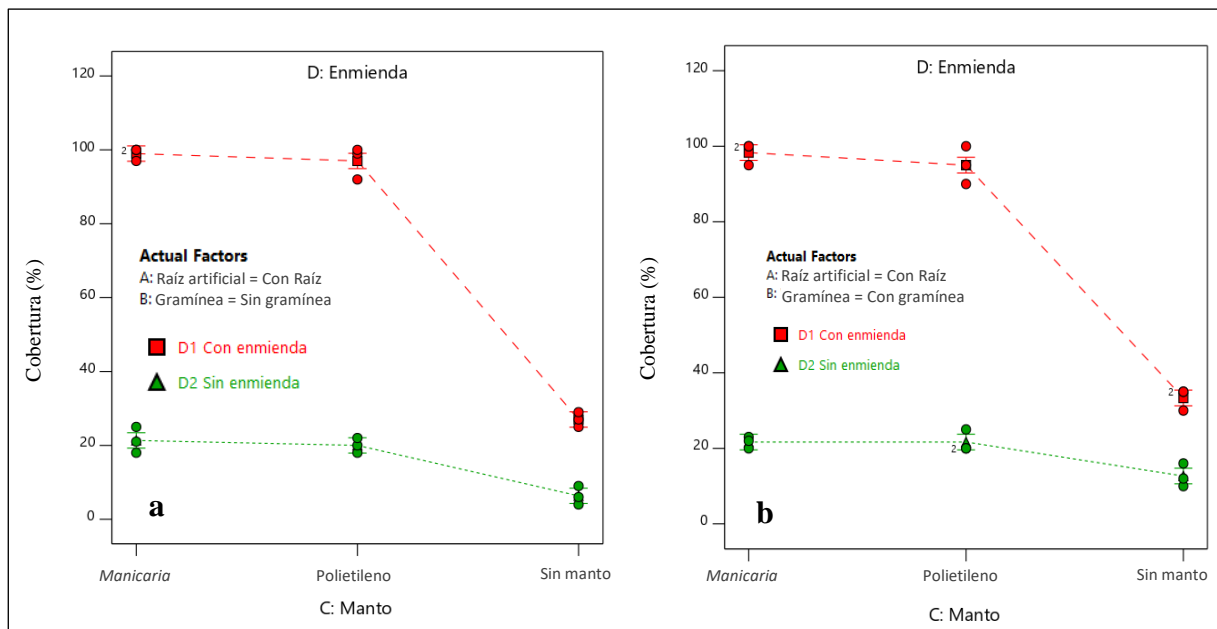 D: Enmienda
120
100
80
60
40
20
0
Cobertura (%)
2
Actual Factors
A: Raíz artificial = Con Raíz
B: Gramínea = Sin gramínea
D1 Con enmienda
D2 Sin enmienda
a
Manicaria
Polietileno
Sin manto
C: Manto
D: Enmienda
120
100
80
60
40
20
0
Cobertura (%)
2
Actual Factors
A: Raíz artificial = Con Raíz
B: Gramínea = Con gramínea
D1 Con enmienda
D2 Sin enmienda
2
2
b
Manicaria
Polietileno
Sin manto
C: Manto